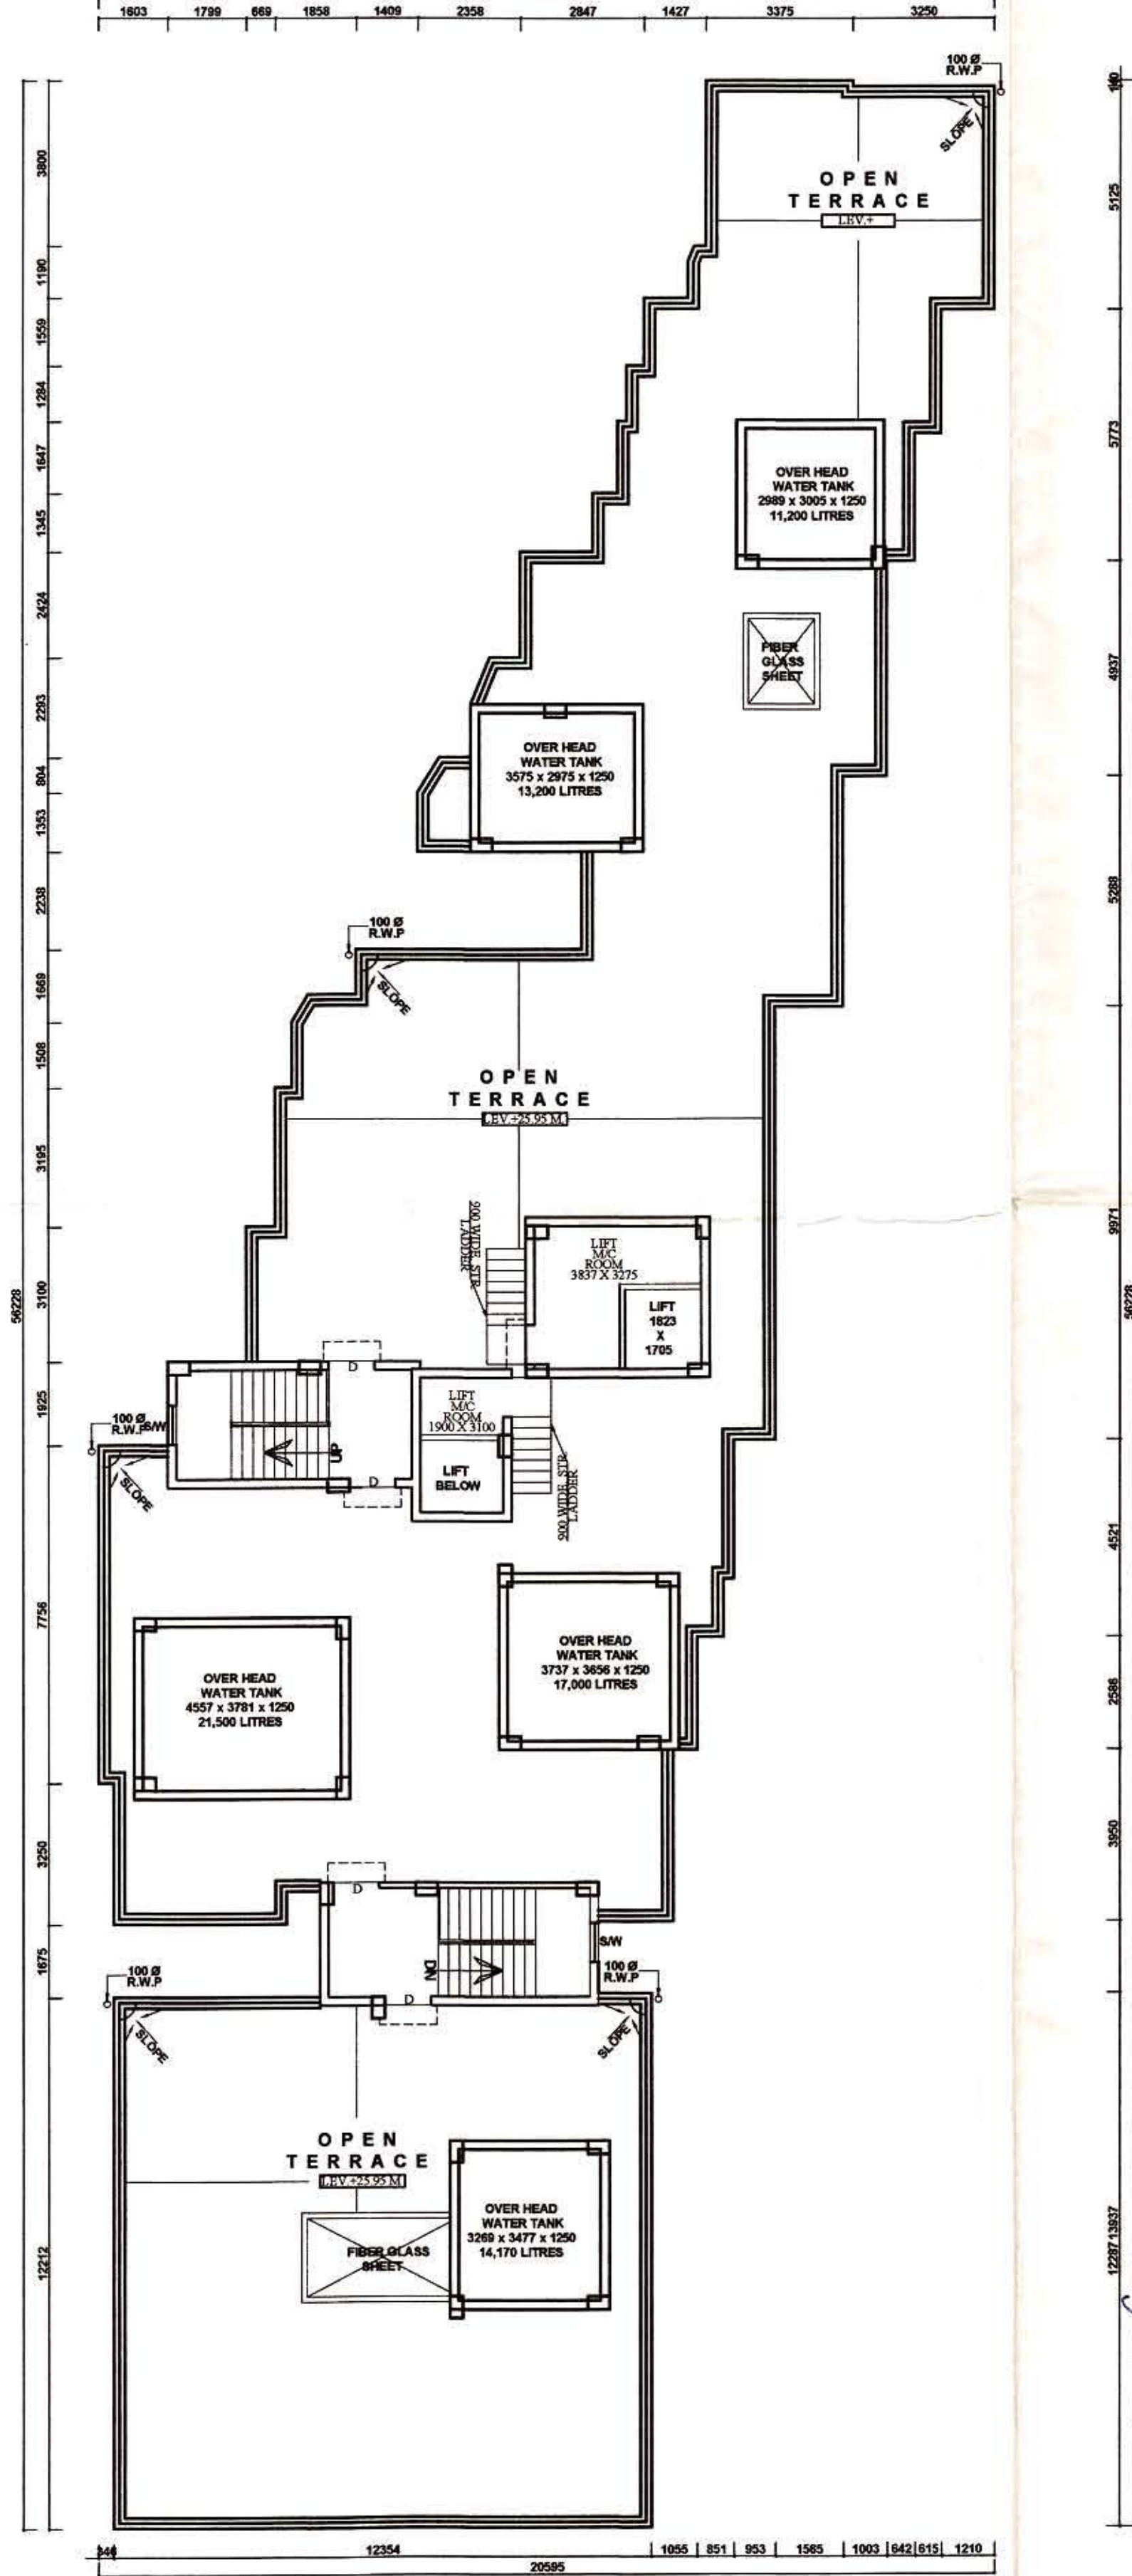 1603 1799 669 1858 1409 2358 2847 1427 3375 3250
100 Ø
R.W.P
SLOPE
OPEN
TERRACE
LEV.+
OVER HEAD
WATER TANK
2989 x 3005 x 1250
11,200 LITRES
FIBER
GLASS
SHEET
OVER HEAD
WATER TANK
3575 x 2975 x 1250
13,200 LITRES
100 Ø
R.W.P
SLOPE
OPEN
TERRACE
LEV.+25.95 M.
900 WIDE STR.
LADDER
LIFT
M/C
ROOM
3837 X 3275
LIFT
1823
X
1705
D
LIFT
M/C
ROOM
1900 X 3100
LIFT
BELOW
900 WIDE STR.
LADDER
100 Ø
R.W.P
S/W
SLOPE
UP
D
OVER HEAD
WATER TANK
3737 x 3656 x 1250
17,000 LITRES
OVER HEAD
WATER TANK
4557 x 3781 x 1250
21,500 LITRES
D
DN
S/W
100 Ø
R.W.P
100 Ø
R.W.P
D
SLOPE
SLOPE
OPEN
TERRACE
LEV.+25.95 M
OVER HEAD
WATER TANK
3269 x 3477 x 1250
14,170 LITRES
FIBER GLASS
SHEET
3800
1190
1559
1284
1647
1345
2424
2293
804
1353
2238
1669
1508
3195
3100
1925
7756
3250
1675
12212
56228
5125
5773
4937
5288
9971
4521
2586
3950
12287 13937
56228
346 12354 1055 851 953 1565 1003 642 615 1210
20595